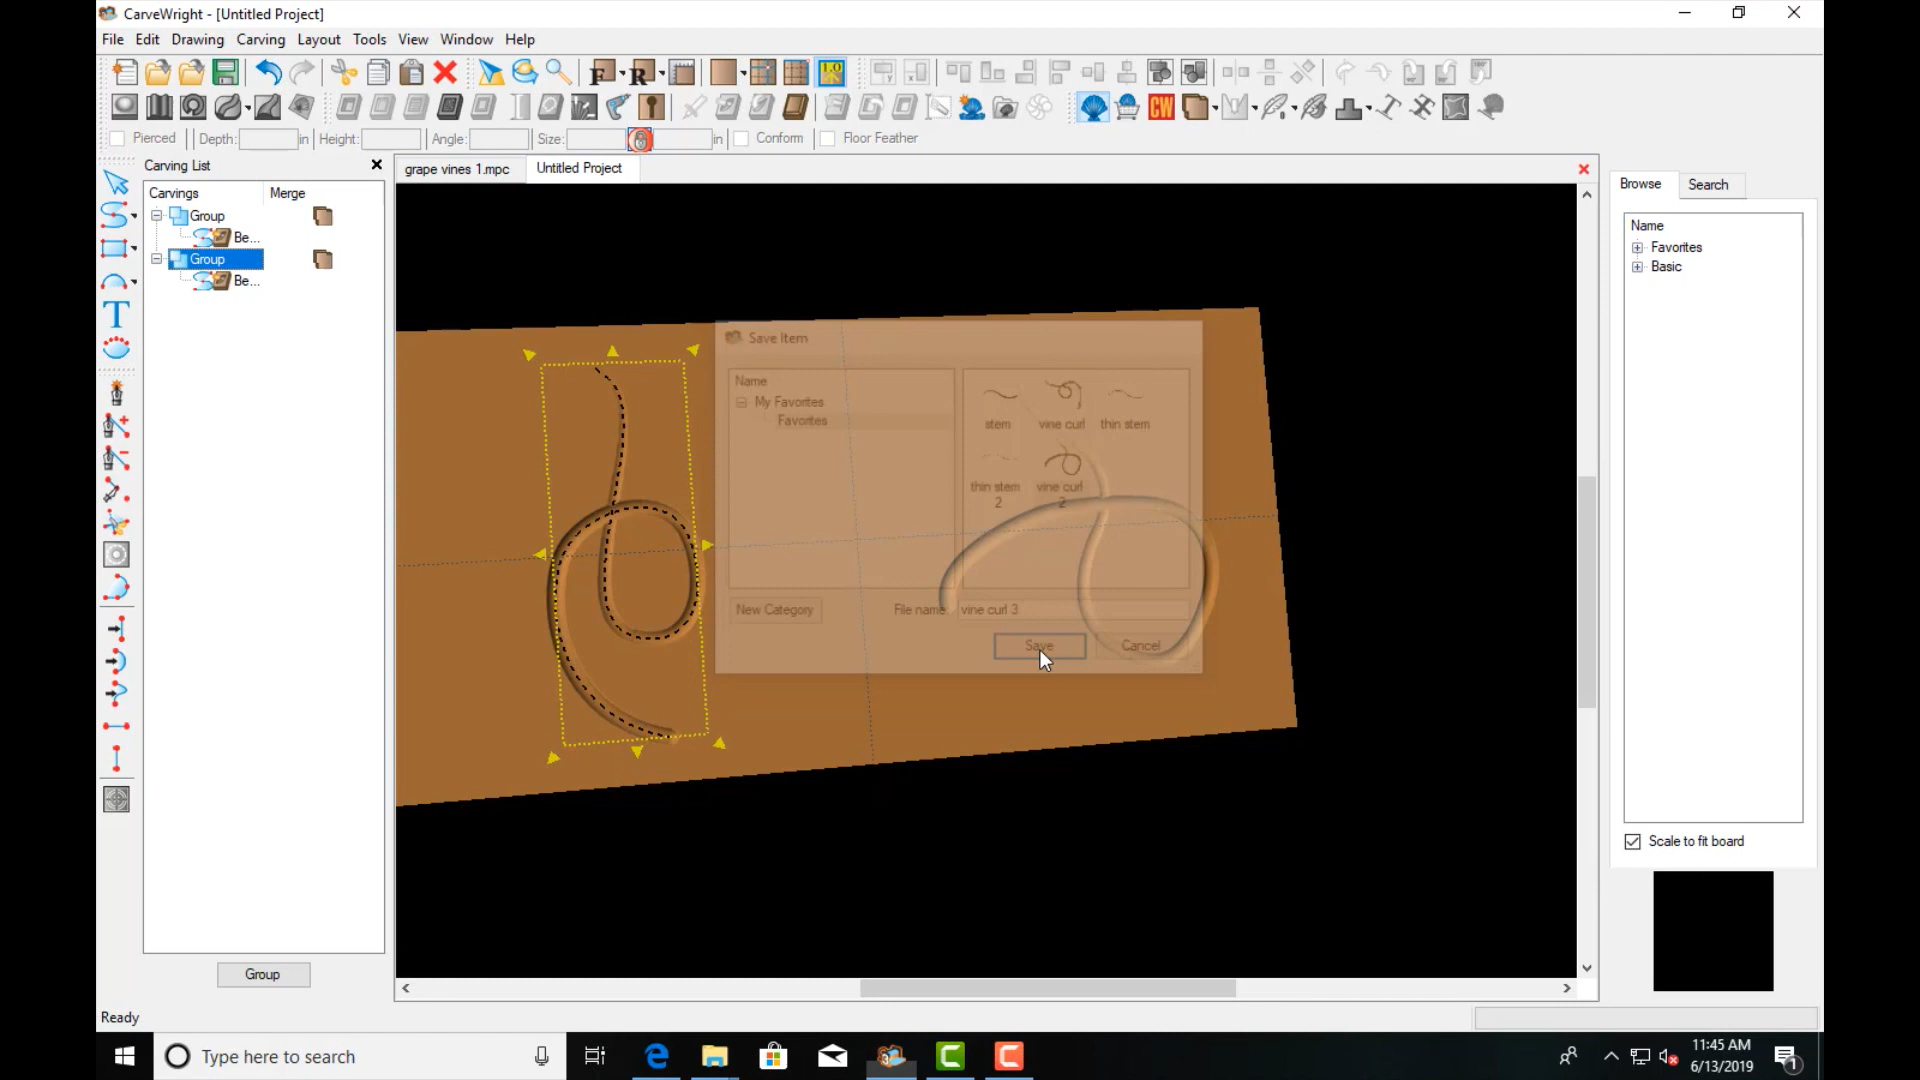 CarveWright - [Untitled Project]
File Edit Drawing Carving Layout Tools View Window Help
F R 1.0 CW
Pierced Depth: in Height: Angle: Size: in Conform Floor Feather
Carving List
grape vines 1.mpc Untitled Project
Browse Search
Carvings Merge
Group
Be...
Group
Be...
Name
Favorites
Basic
Save Item
Name
My Favorites
Favorites
stem vine curl thin stem
thin stem 2 vine curl 2
New Category File name: vine curl 3
Save Cancel
Scale to fit board
Group
Ready
Type here to search
11:45 AM
6/13/2019
1